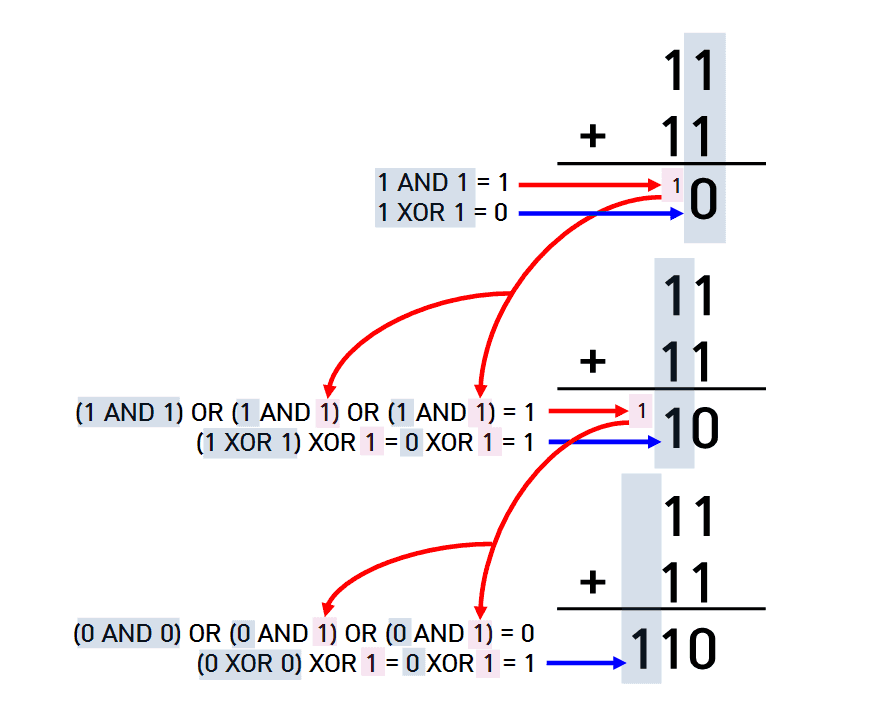 11
+ 11
1 AND 1 = 1
1 0
1 XOR 1 = 0
11
+ 11
(1 AND 1) OR (1 AND 1) OR (1 AND 1) = 1
1
(1 XOR 1) XOR 1 = 0 XOR 1 = 1
10
11
+ 11
(0 AND 0) OR (0 AND 1) OR (0 AND 1) = 0
(0 XOR 0) XOR 1 = 0 XOR 1 = 1
110